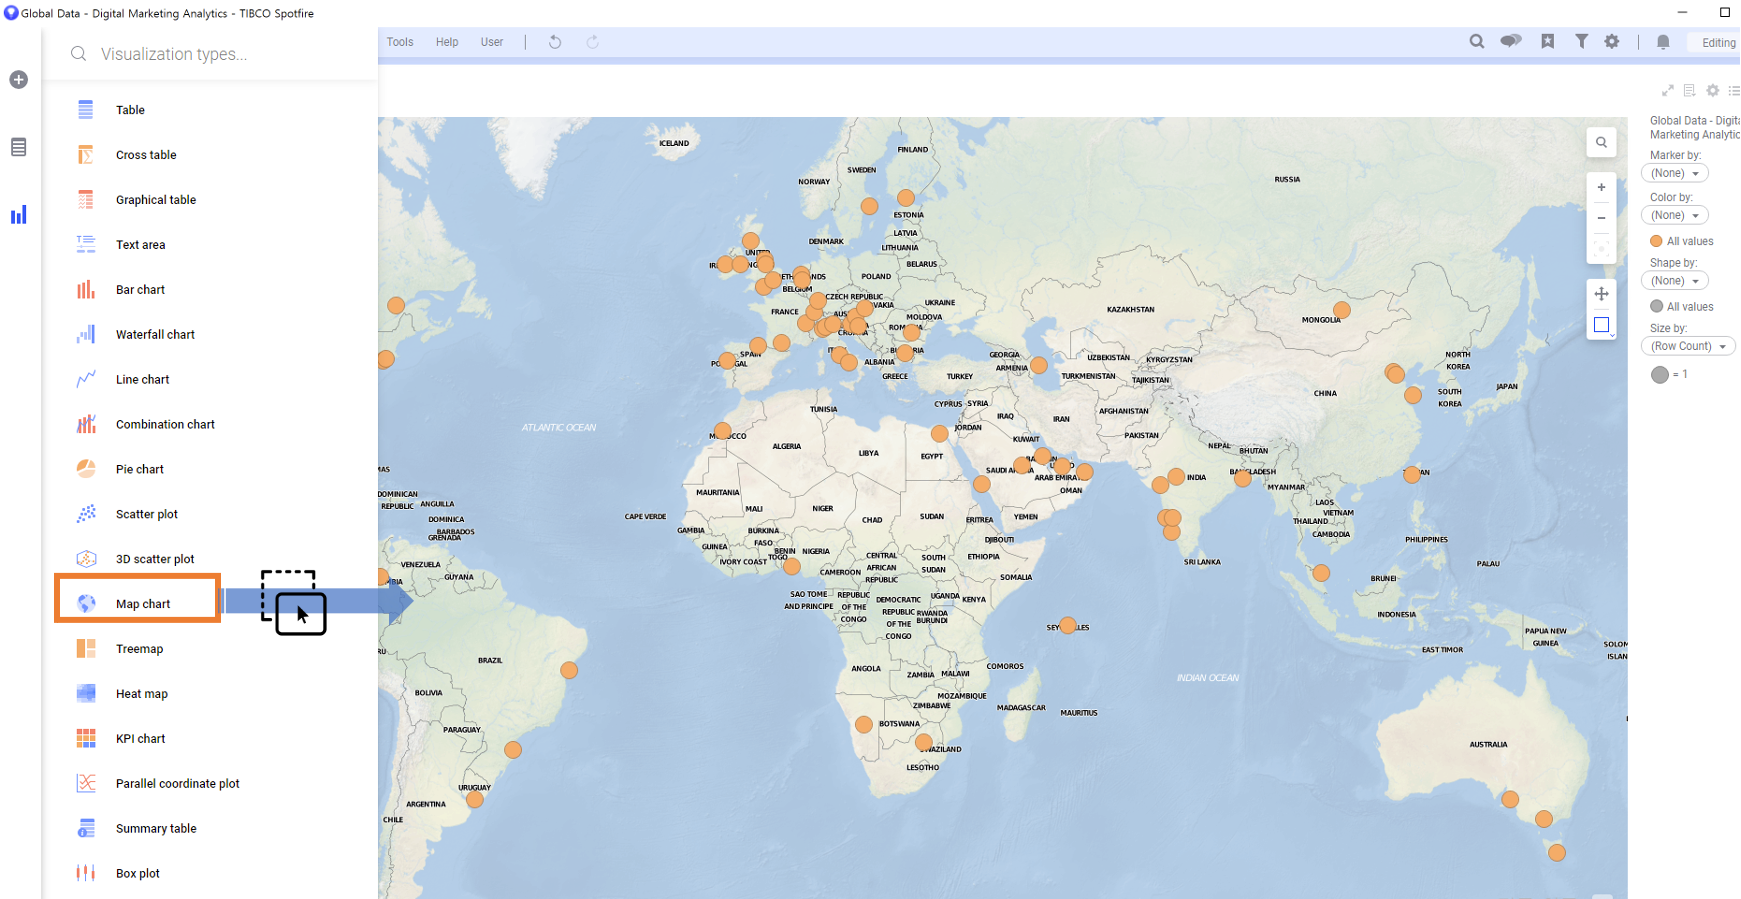 Global Data - Digital Marketing Analytics - TIBCO Spotfire
Visualization types...
Tools
Help
User
Editing
Table
Cross table
Graphical table
Text area
Bar chart
Waterfall chart
Line chart
Combination chart
Pie chart
Scatter plot
3D scatter plot
Map chart
Treemap
Heat map
KPI chart
Parallel coordinate plot
Summary table
Box plot
Global Data - Digita
Marketing Analytic
Marker by:
(None)
Color by:
(None)
All values
Shape by:
(None)
All values
Size by:
(Row Count)
= 1
ICELAND
FINLAND
SWEDEN
NORWAY
RUSSIA
ESTONIA
LATVIA
DENMARK
LITHUANIA
UNITED
BELARUS
POLAND
BELGIUM
CZECH REPUBLIC
UKRAINE
FRANCE
MOLDOVA
KAZAKHSTAN
MONGOLIA
SPAIN
ALBANIA
GREECE
GEORGIA
ARMENIA
UZBEKISTAN
KYRGYZSTAN
TURKEY
TURKMENISTAN
TAJIKISTAN
NORTH
KOREA
SOUTH
KOREA
JAPAN
CHINA
TUNISIA
CYPRUS
SYRIA
IRAQ
IRAN
AFGHANISTAN
ATLANTIC OCEAN
JORDAN
KUWAIT
PAKISTAN
ALGERIA
LIBYA
EGYPT
NEPAL
BHUTAN
INDIA
OMAN
MYANMAR
LAOS
VIETNAM
THAILAND
CAMBODIA
PHILIPPINES
DOMINICAN
REPUBLIC
ANGUILLA
DOMINICA
BARBADOS
GRENADA
CAPE VERDE
MAURITANIA
MALI
NIGER
CHAD
SUDAN
ERITREA
YEMEN
DJIBOUTI
GAMBIA
GUINEA
BURKINA
FASO
BENIN
TOGO
NIGERIA
IVORY COAST
CAMEROON
CENTRAL
AFRICAN
REPUBLIC
SOUTH
SUDAN
ETHIOPIA
SOMALIA
SRI LANKA
PALAU
VENEZUELA
GUYANA
BRUNEI
INDONESIA
SAO TOME
AND PRINCIPE
REPUBLIC
OF THE
CONGO
DEMOCRATIC
REPUBLIC
OF THE
CONGO
UGANDA
KENYA
RWANDA
BURUNDI
PAPUA NEW
GUINEA
EAST TIMOR
BRAZIL
BOLIVIA
PARAGUAY
URUGUAY
ARGENTINA
CHILE
ANGOLA
ZAMBIA
MALAWI
COMOROS
MOZAMBIQUE
ZIMBABWE
MADAGASCAR
MAURITIUS
BOTSWANA
LESOTHO
INDIAN OCEAN
AUSTRALIA